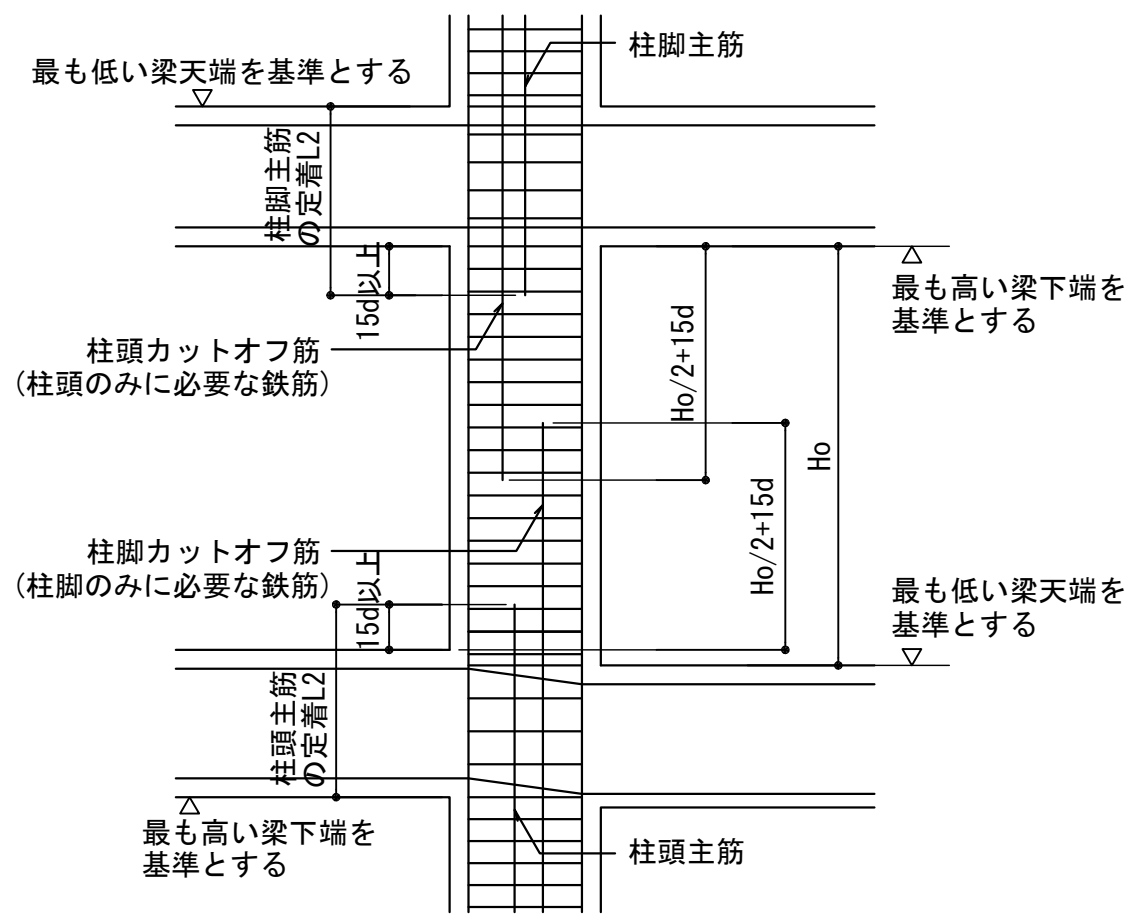 柱脚主筋
最も低い梁天端を基準とする
柱脚主筋
の定着L2
15d以上
最も高い梁下端を
基準とする
柱頭カットオフ筋
(柱頭のみに必要な鉄筋)
Ho/2+15d
Ho
Ho/2+15d
柱脚カットオフ筋
(柱脚のみに必要な鉄筋)
15d以上
最も低い梁天端を
基準とする
柱頭主筋
の定着L2
最も高い梁下端を
基準とする
柱頭主筋